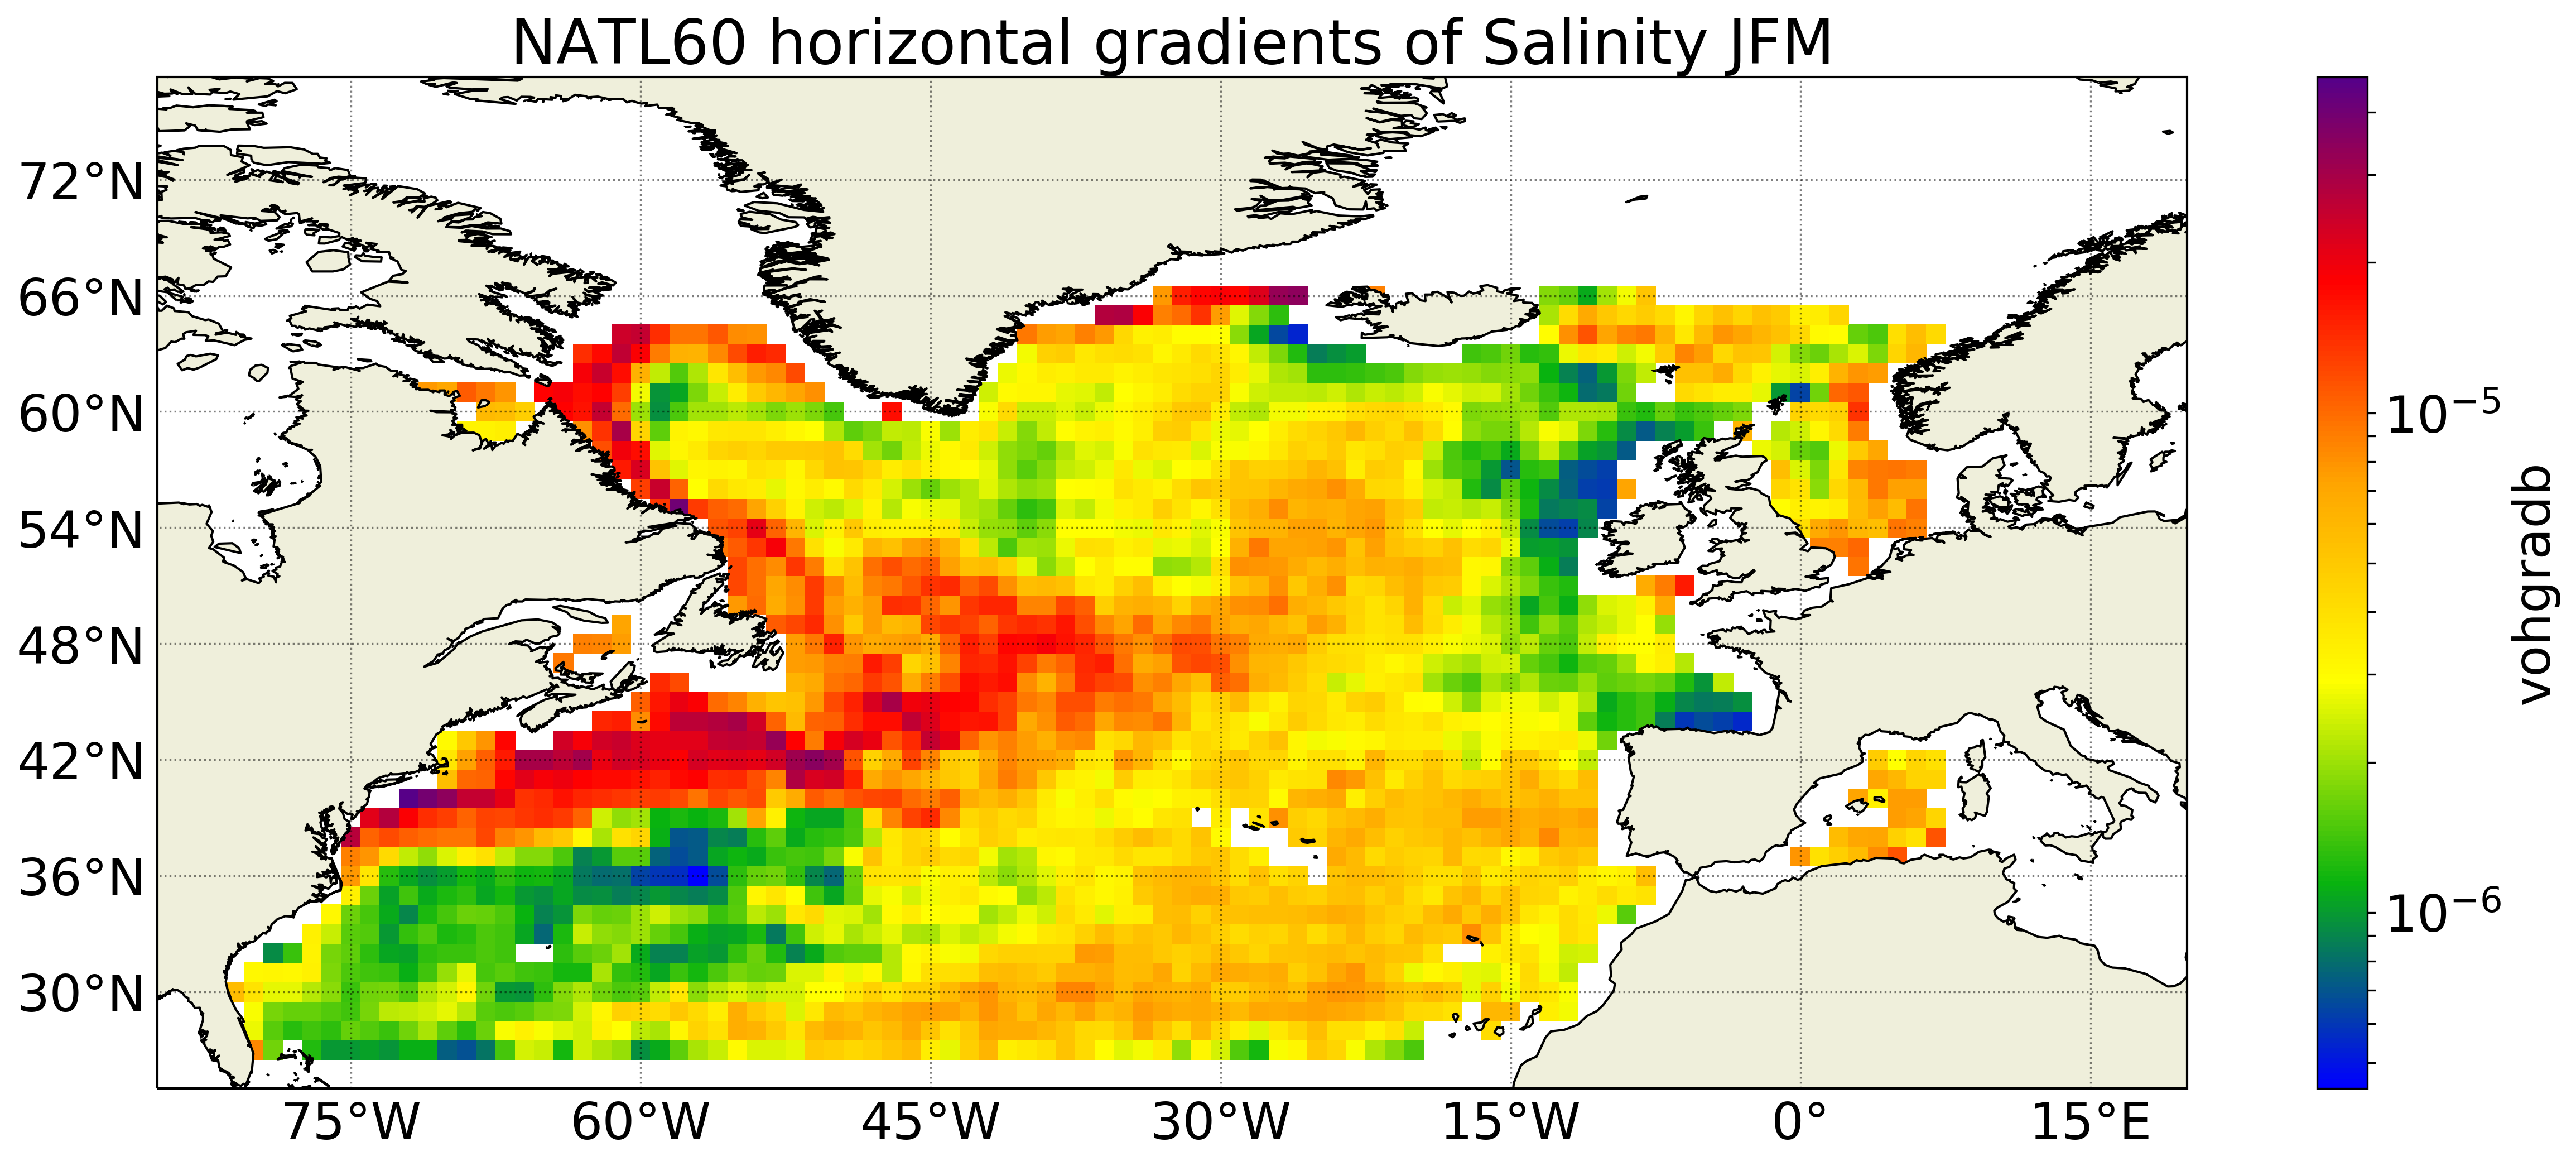 NATL60 horizontal gradients of Salinity JFM
72°N
66°N
60°N
54°N
48°N
42°N
36°N
30°N
75°W
60°W
45°W
30°W
15°W
0°
15°E
10⁻⁵
10⁻⁶
vohgradb